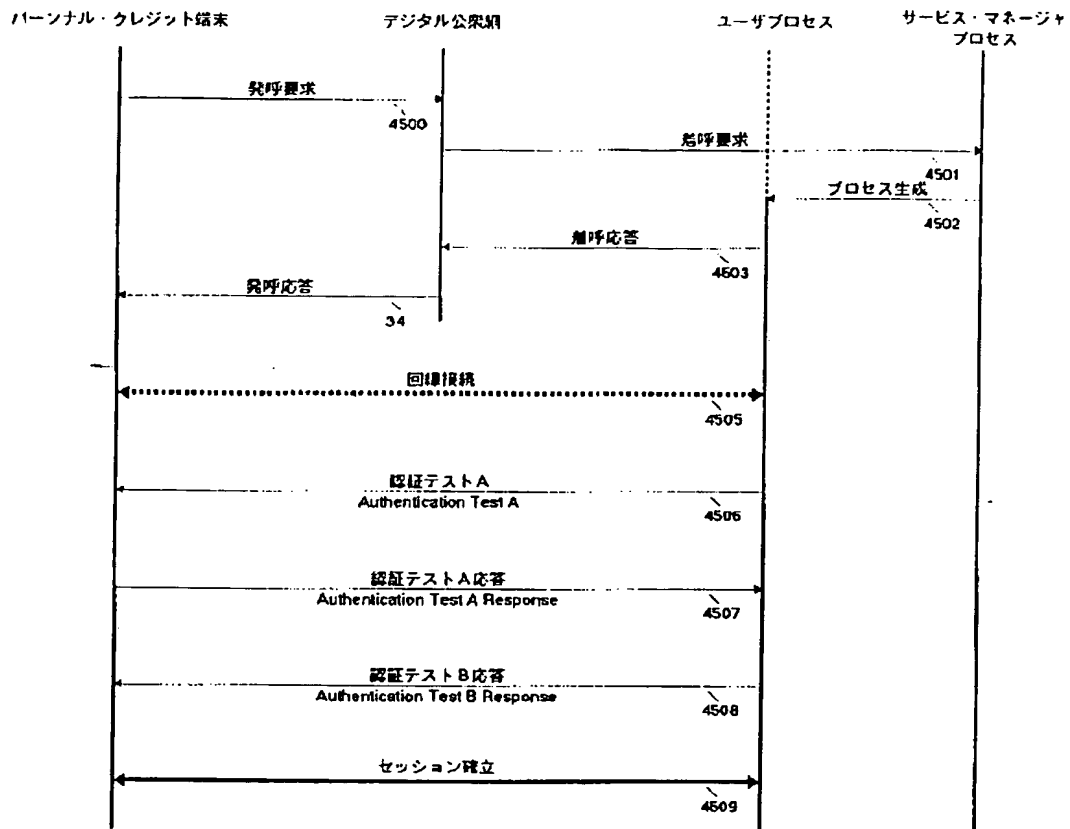 パーソナル・クレジット端末
デジタル公衆網
ユーザプロセス
サービス・マネージャ
プロセス
発呼要求
4500
着呼要求
4501
プロセス生成
4502
着呼応答
4503
発呼応答
34
回線接続
4505
認証テストA
Authentication Test A
4506
認証テストA応答
Authentication Test A Response
4507
認証テストB応答
Authentication Test B Response
4508
セッション確立
4509